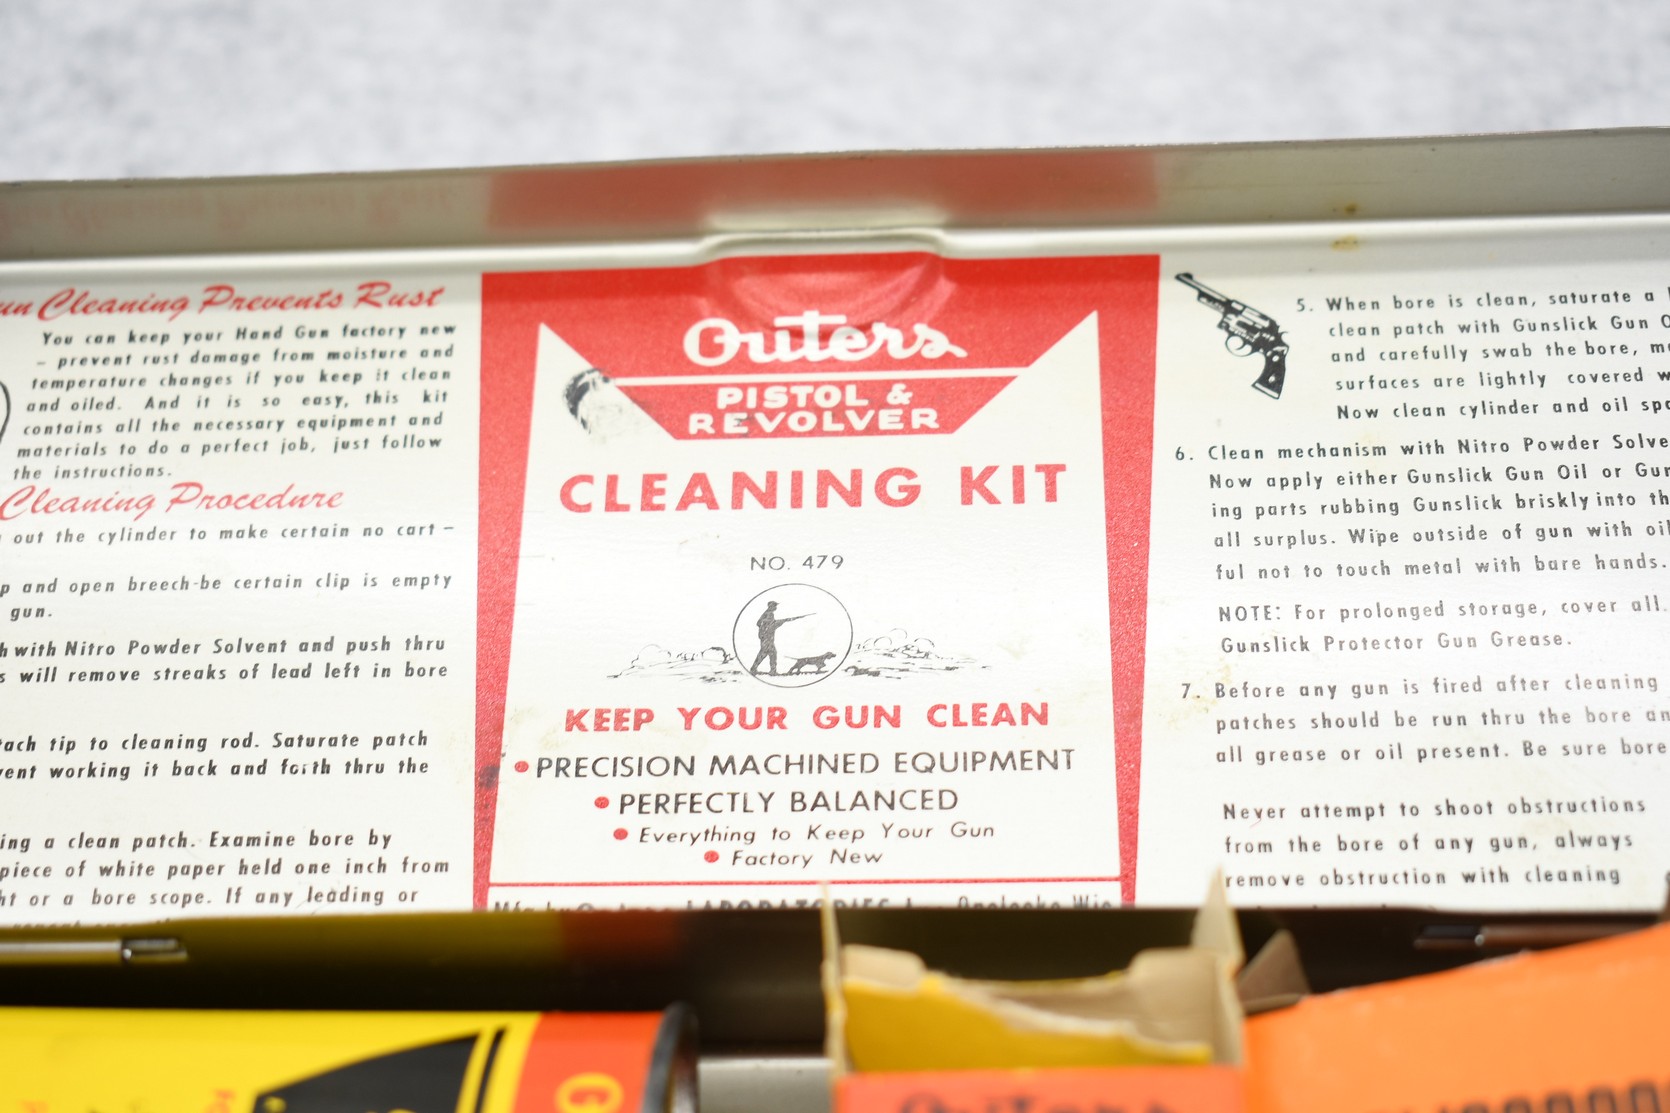 Cleaning Prevents Rust
You can keep your Hand Gun factory new
- prevent rust damage from moisture and
temperature changes if you keep it clean
and oiled. And it is so easy, this kit
contains all the necessary equipment and
materials to do a perfect job, just follow
the instructions.
Cleaning Procedure
out the cylinder to make certain no cart-
and open breech-be certain clip is empty
gun.
with Nitro Powder Solvent and push thru
will remove streaks of lead left in bore
tip to cleaning rod. Saturate patch
working it back and forth thru the
a clean patch. Examine bore by
piece of white paper held one inch from
or a bore scope. If any leading or
Outers
PISTOL &
REVOLVER
CLEANING KIT
NO. 479
KEEP YOUR GUN CLEAN
• PRECISION MACHINED EQUIPMENT
• PERFECTLY BALANCED
• Everything to Keep Your Gun
• Factory New
Mfg by Outers LABORATORIES Onalaska Wis
5. When bore is clean, saturate a
clean patch with Gunslick Gun
and carefully swab the bore,
surfaces are lightly covered
Now clean cylinder and oil
6. Clean mechanism with Nitro Powder
Now apply either Gunslick Gun Oil or
ing parts rubbing Gunslick briskly into
all surplus. Wipe outside of gun with
ful not to touch metal with bare hands.
NOTE: For prolonged storage, cover all.
Gunslick Protector Gun Grease.
7. Before any gun is fired after cleaning
patches should be run thru the bore
all grease or oil present. Be sure bore
Never attempt to shoot obstructions
from the bore of any gun, always
remove obstruction with cleaning
Outers